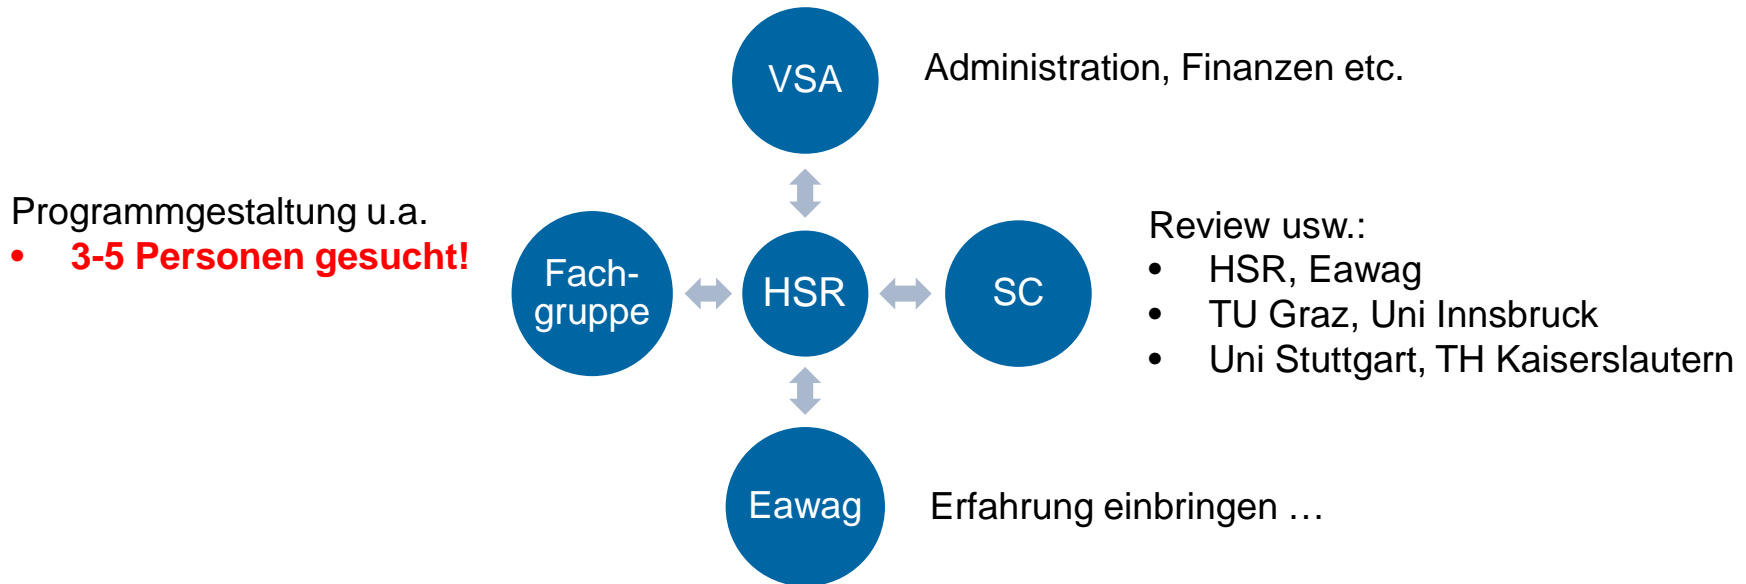 VSA
Administration, Finanzen etc.
Programmgestaltung u.a.
• 3-5 Personen gesucht!
Fach-
gruppe
HSR
SC
Review usw.:
• HSR, Eawag
• TU Graz, Uni Innsbruck
• Uni Stuttgart, TH Kaiserslautern
Eawag
Erfahrung einbringen …